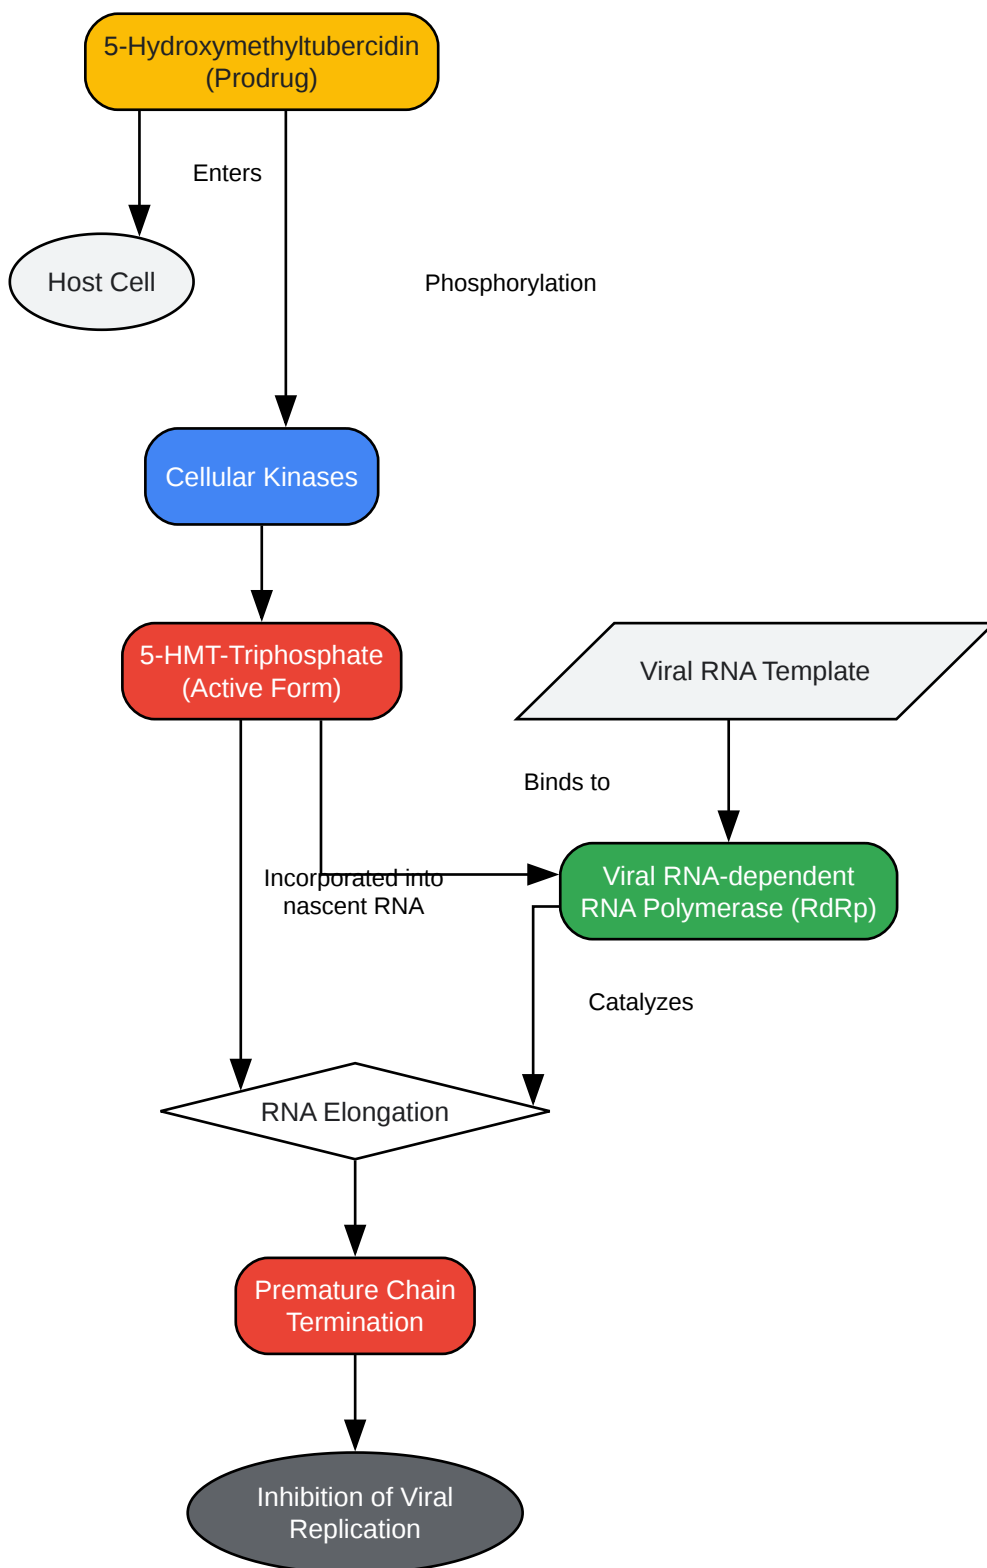 5-Hydroxymethyltubercidin
(Prodrug)
Enters
Host Cell
Phosphorylation
Cellular Kinases
5-HMT-Triphosphate
(Active Form)
Viral RNA Template
Binds to
Incorporated into
nascent RNA
Viral RNA-dependent
RNA Polymerase (RdRp)
Catalyzes
RNA Elongation
Premature Chain
Termination
Inhibition of Viral
Replication